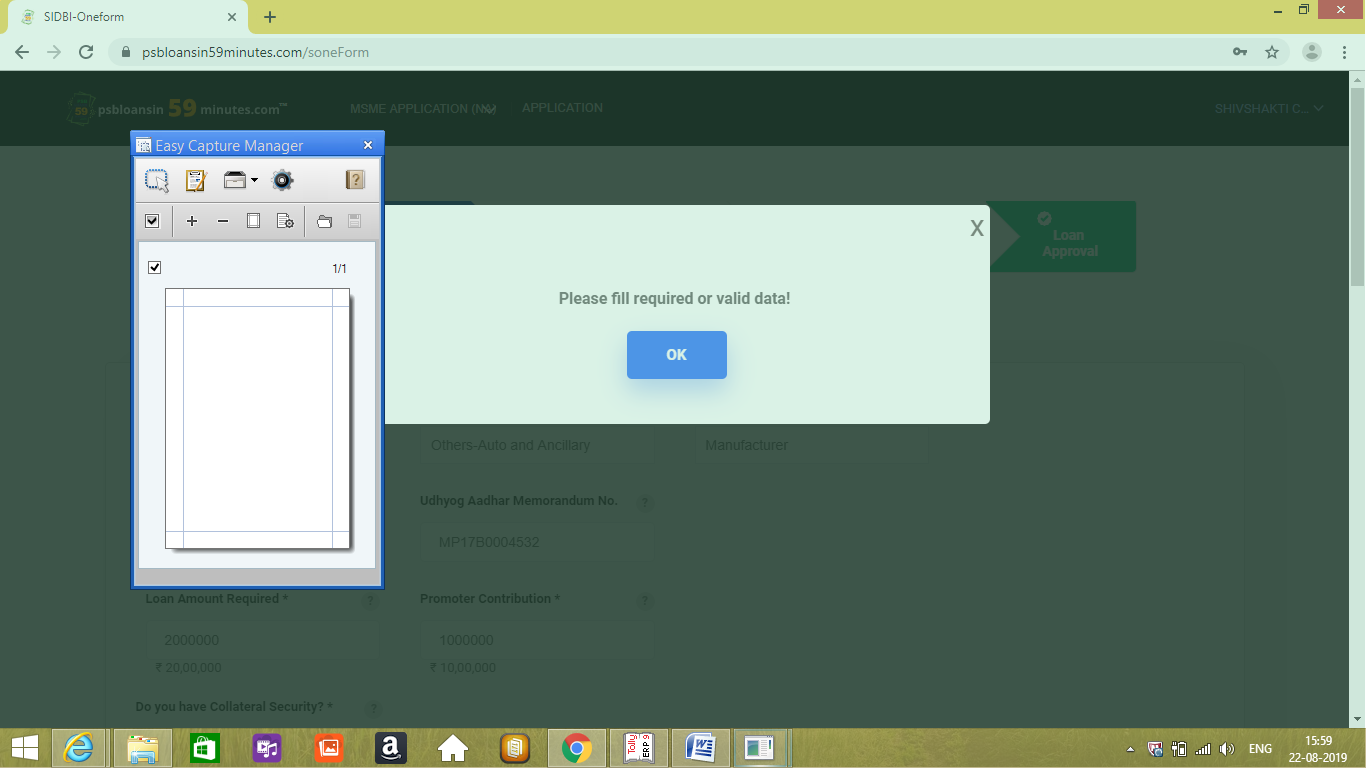 SIDBI-Oneform
psbloansin59minutes.com/soneForm
59 psbloansin 59 minutes.com™
APPLICATION
SHIVSHAKTI C...
Easy Capture Manager
1/1
X
Loan
Approval
Please fill required or valid data!
OK
Others-Auto and Ancillary
Manufacturer
Udhyog Aadhar Memorandum No. ?
MP17B0004532
Loan Amount Required * ?
Promoter Contribution * ?
2000000
1000000
₹ 20,00,000
₹ 10,00,000
Do you have Collateral Security? * ?
Tally
ERP 9
ENG
15:59
22-08-2019